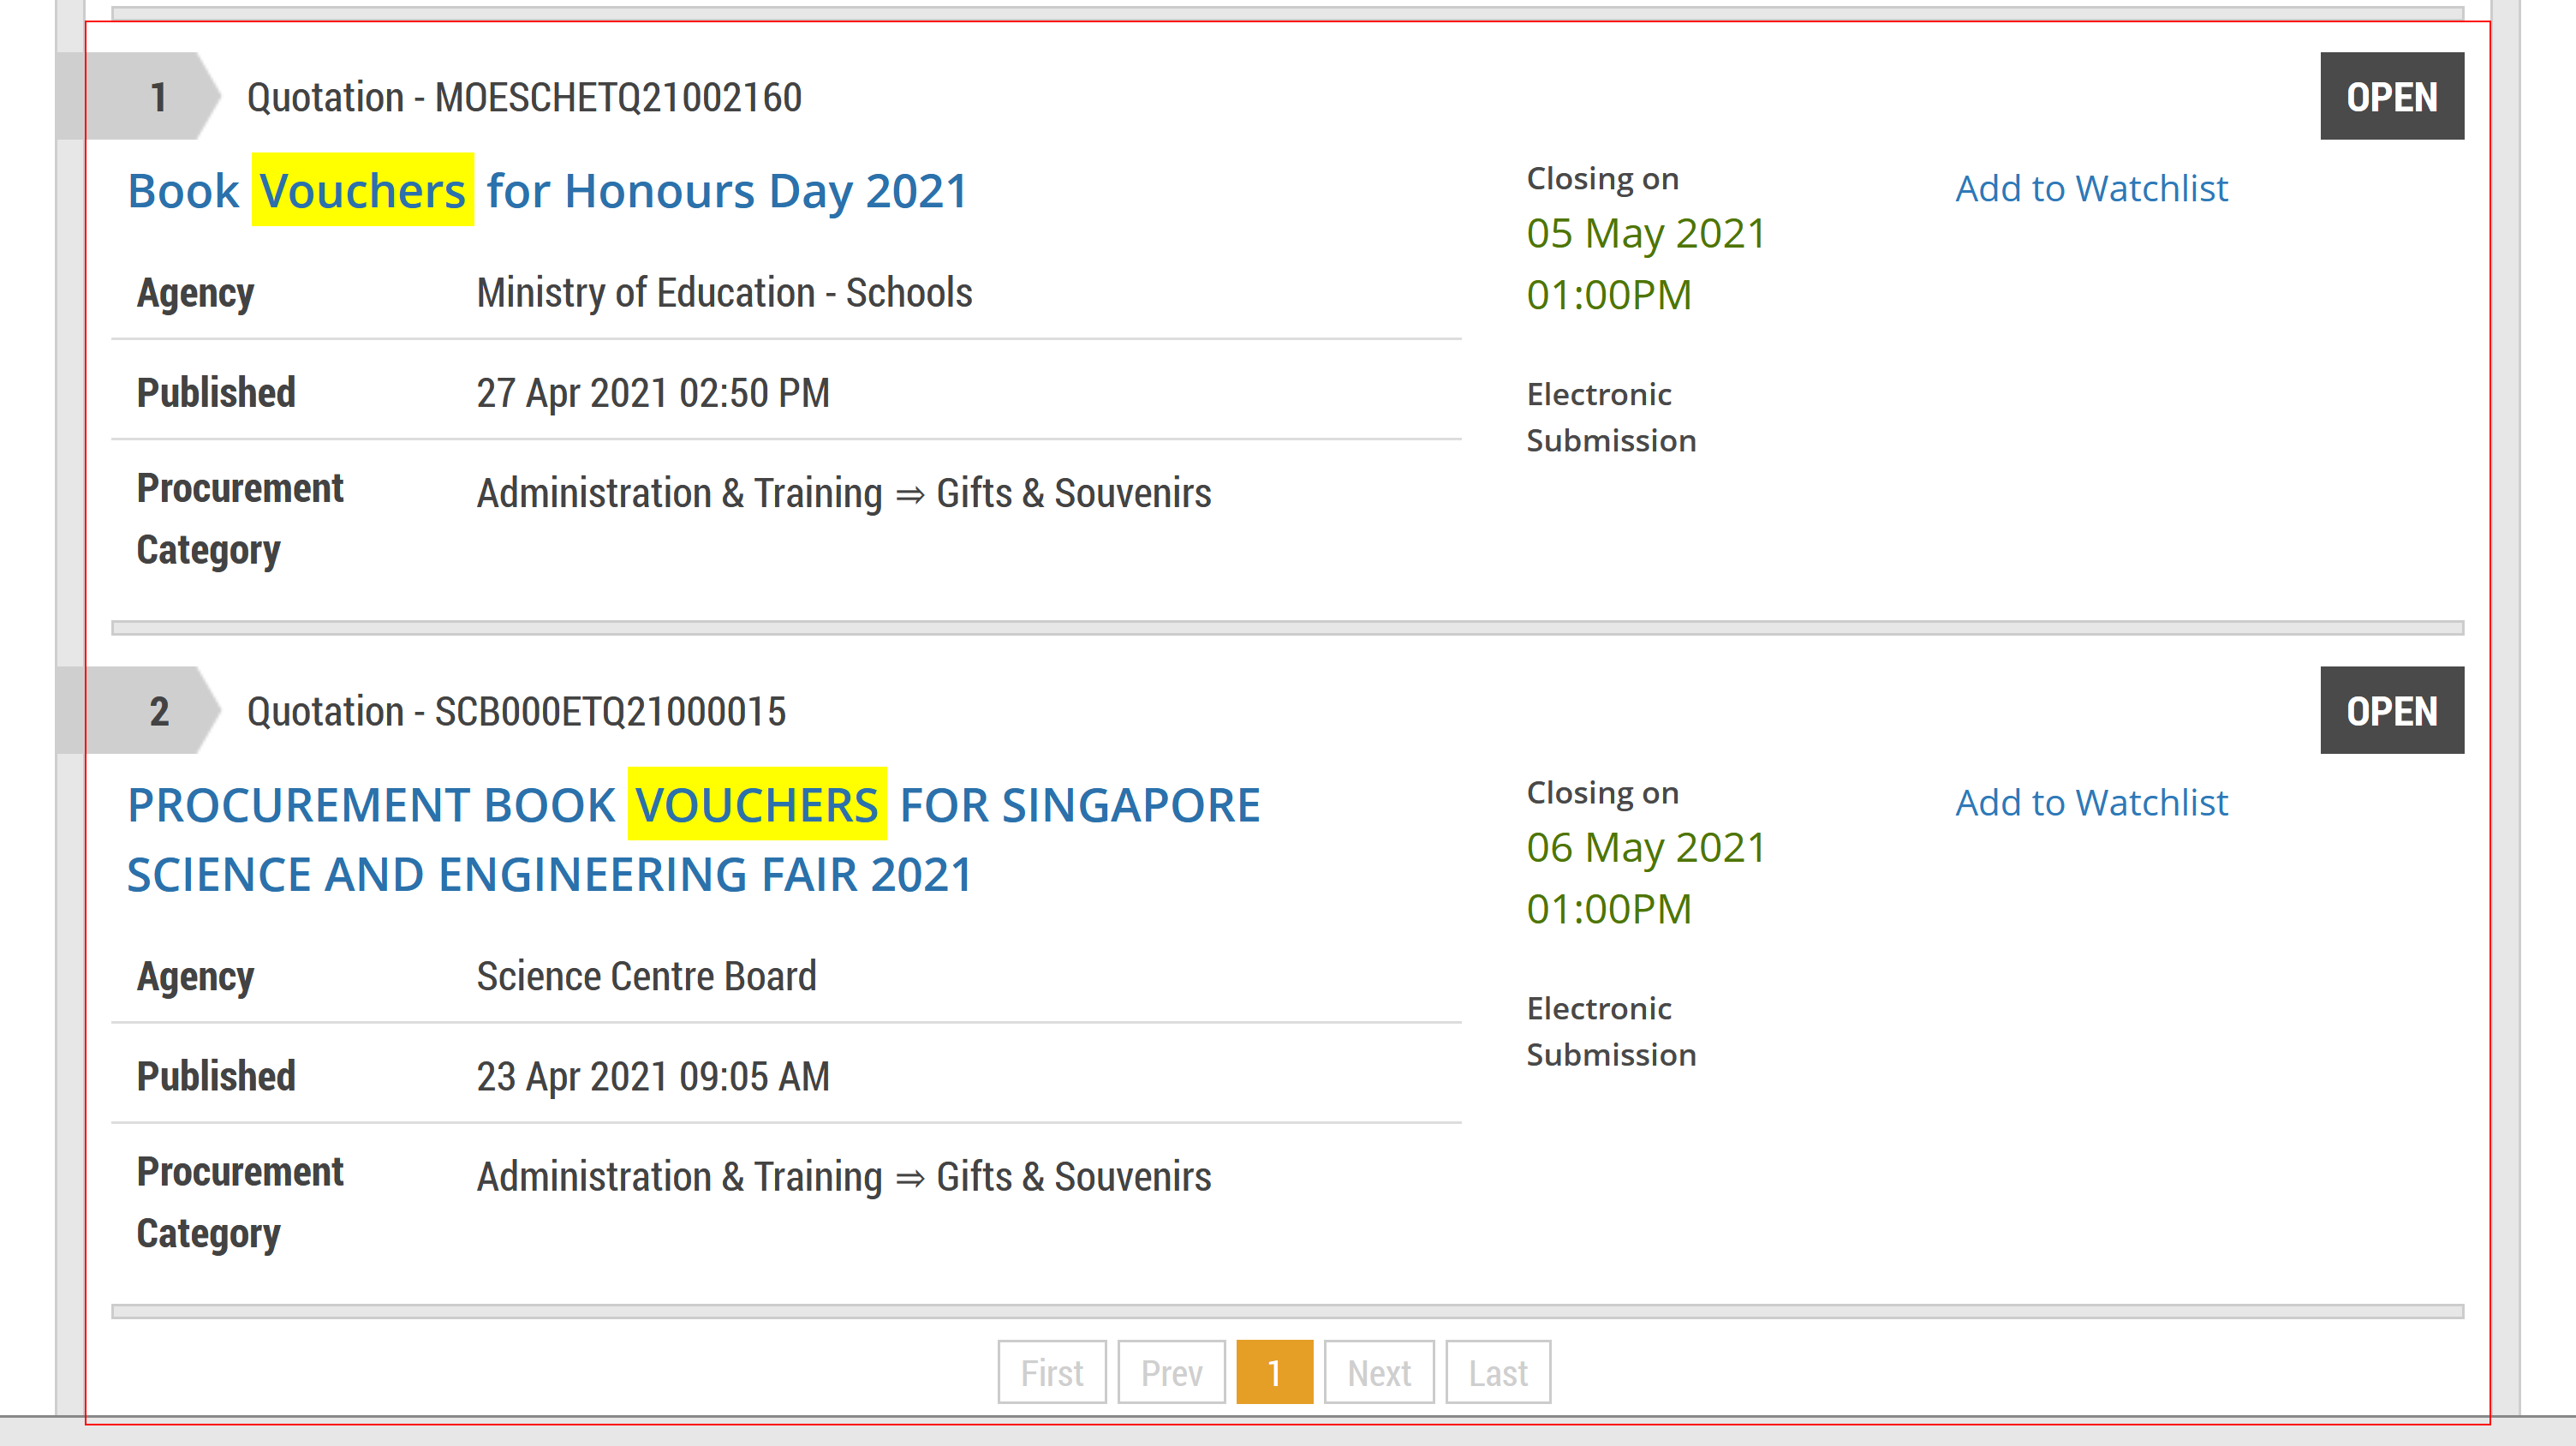 1
Quotation - MOESCHETQ21002160
OPEN
Book Vouchers for Honours Day 2021
Agency Ministry of Education - Schools
Published 27 Apr 2021 02:50 PM
Procurement Category Administration & Training ⇒ Gifts & Souvenirs
Closing on
05 May 2021
01:00PM
Electronic
Submission
Add to Watchlist
2
Quotation - SCB000ETQ21000015
OPEN
PROCUREMENT BOOK VOUCHERS FOR SINGAPORE
SCIENCE AND ENGINEERING FAIR 2021
Agency Science Centre Board
Published 23 Apr 2021 09:05 AM
Procurement Category Administration & Training ⇒ Gifts & Souvenirs
Closing on
06 May 2021
01:00PM
Electronic
Submission
Add to Watchlist
First Prev 1 Next Last